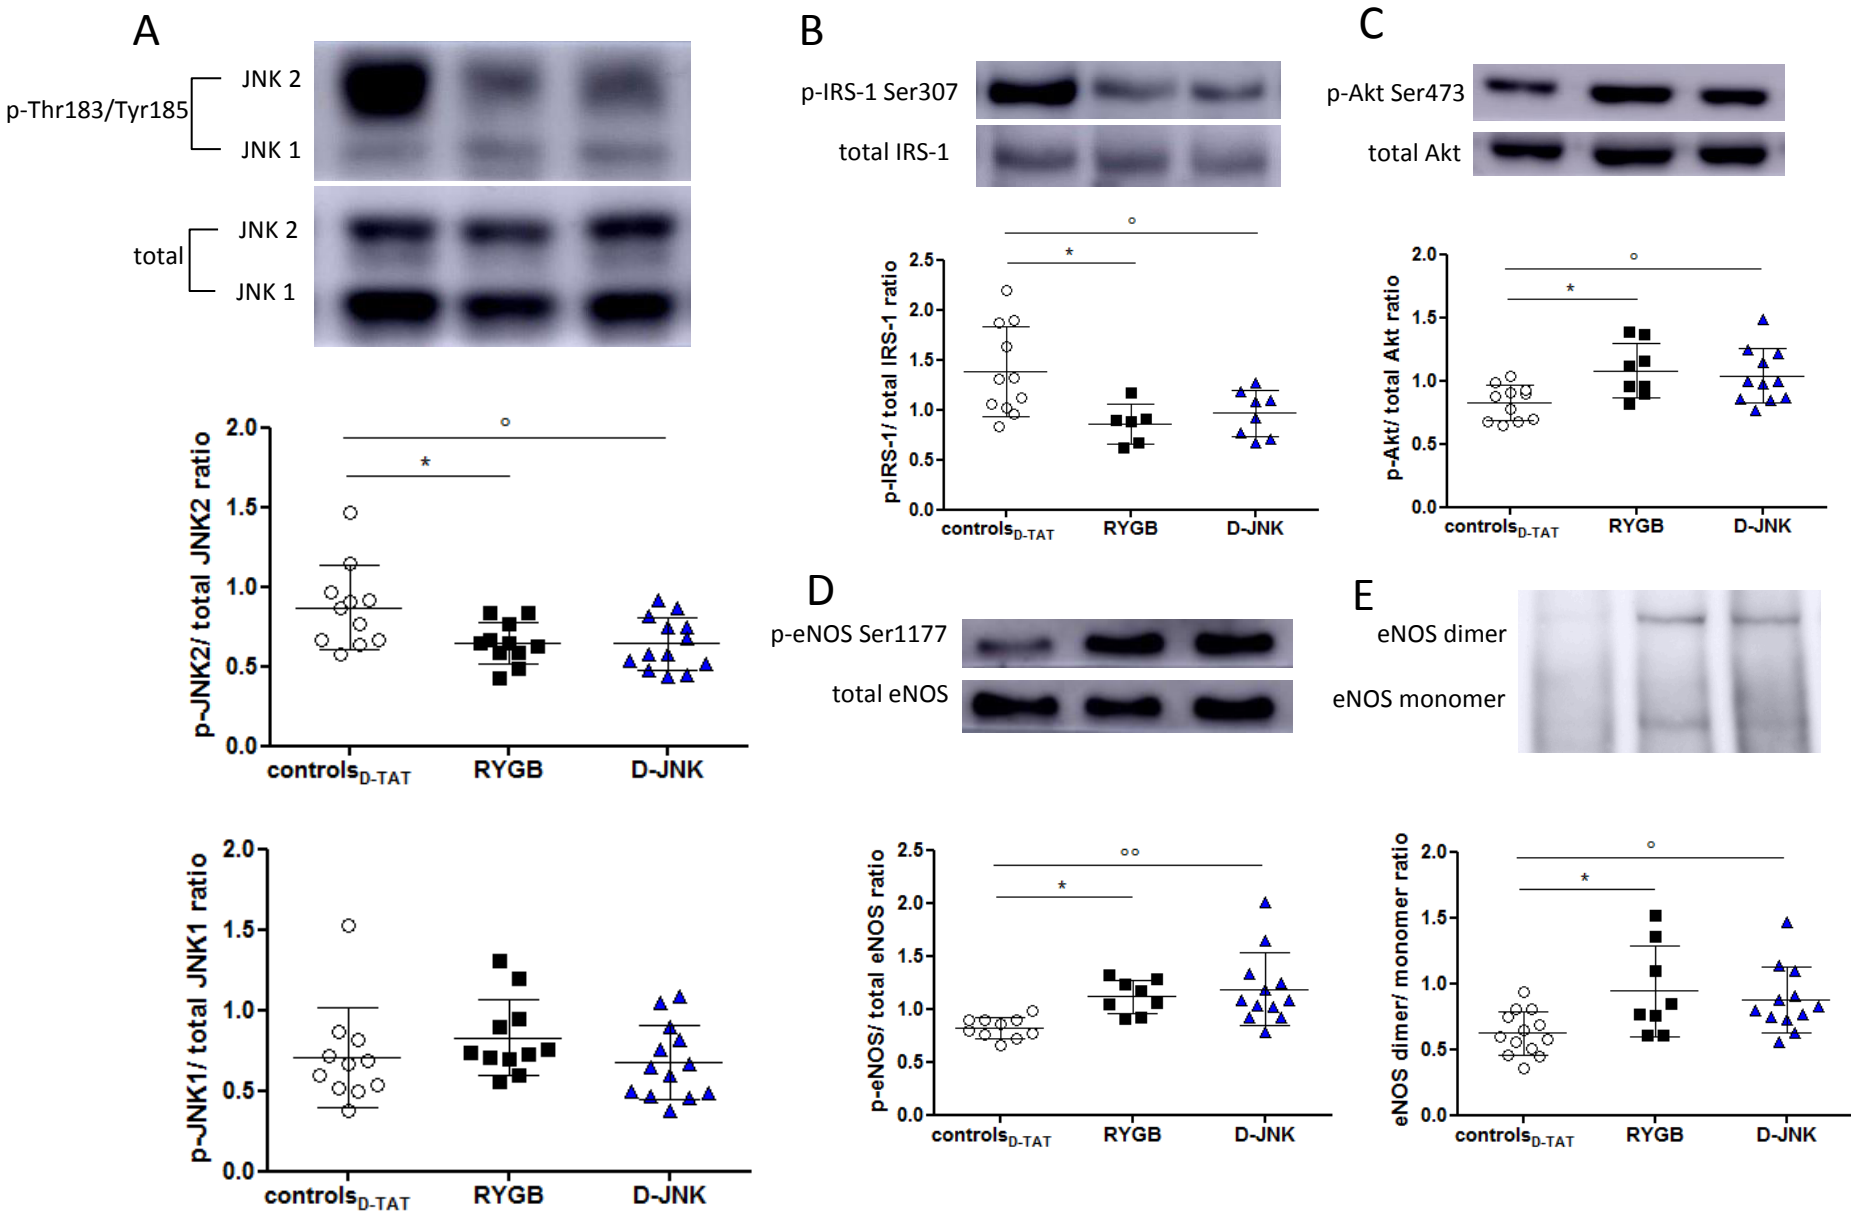 A
p-Thr183/Tyr185
JNK 2
JNK 1
total
JNK 2
JNK 1
p-JNK2/ total JNK2 ratio
2.0
1.5
1.0
0.5
0.0
°
*
controlsD-TAT RYGB D-JNK
p-JNK1/ total JNK1 ratio
2.0
1.5
1.0
0.5
0.0
controlsD-TAT RYGB D-JNK
B
p-IRS-1 Ser307
total IRS-1
p-IRS-1/ total IRS-1 ratio
°
*
2.5
2.0
1.5
1.0
0.5
0.0
controlsD-TAT RYGB D-JNK
C
p-Akt Ser473
total Akt
p-Akt/ total Akt ratio
°
*
2.0
1.5
1.0
0.5
0.0
controlsD-TAT RYGB D-JNK
D
p-eNOS Ser1177
total eNOS
p-eNOS/ total eNOS ratio
°°
*
2.5
2.0
1.5
1.0
0.5
0.0
controlsD-TAT RYGB D-JNK
E
eNOS dimer
eNOS monomer
eNOS dimer/ monomer ratio
°
*
2.0
1.5
1.0
0.5
0.0
controlsD-TAT RYGB D-JNK